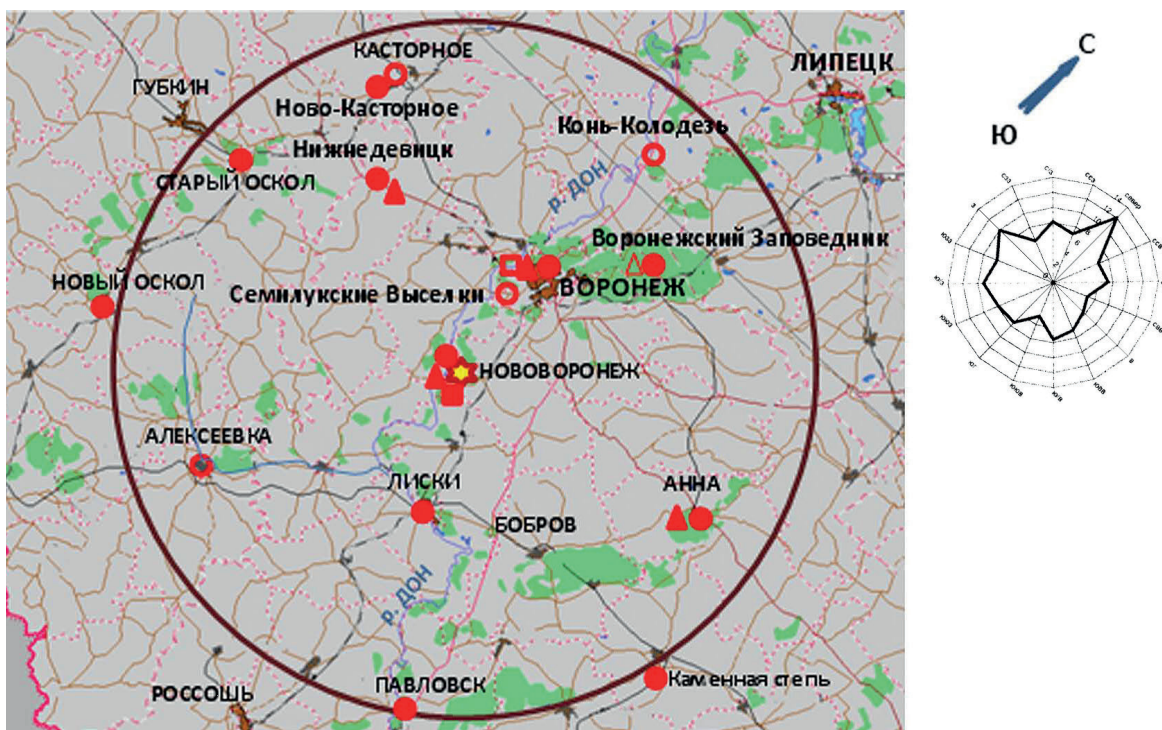 КАСТОРНОЕ
С
ЛИПЕЦК
ГУБКИН
Ново-Касторное
Ю
Конь-Колодезь
Нижнедевицк
СТАРЫЙ ОСКОЛ
р. ДОН
Воронежский Заповедник
НОВЫЙ ОСКОЛ
Семилукские Выселки
ВОРОНЕЖ
НОВОВОРОНЕЖ
АЛЕКСЕЕВКА
ЛИСКИ
АННА
БОБРОВ
р. ДОН
ПАВЛОВСК
Каменная степь
РОССОШЬ
север